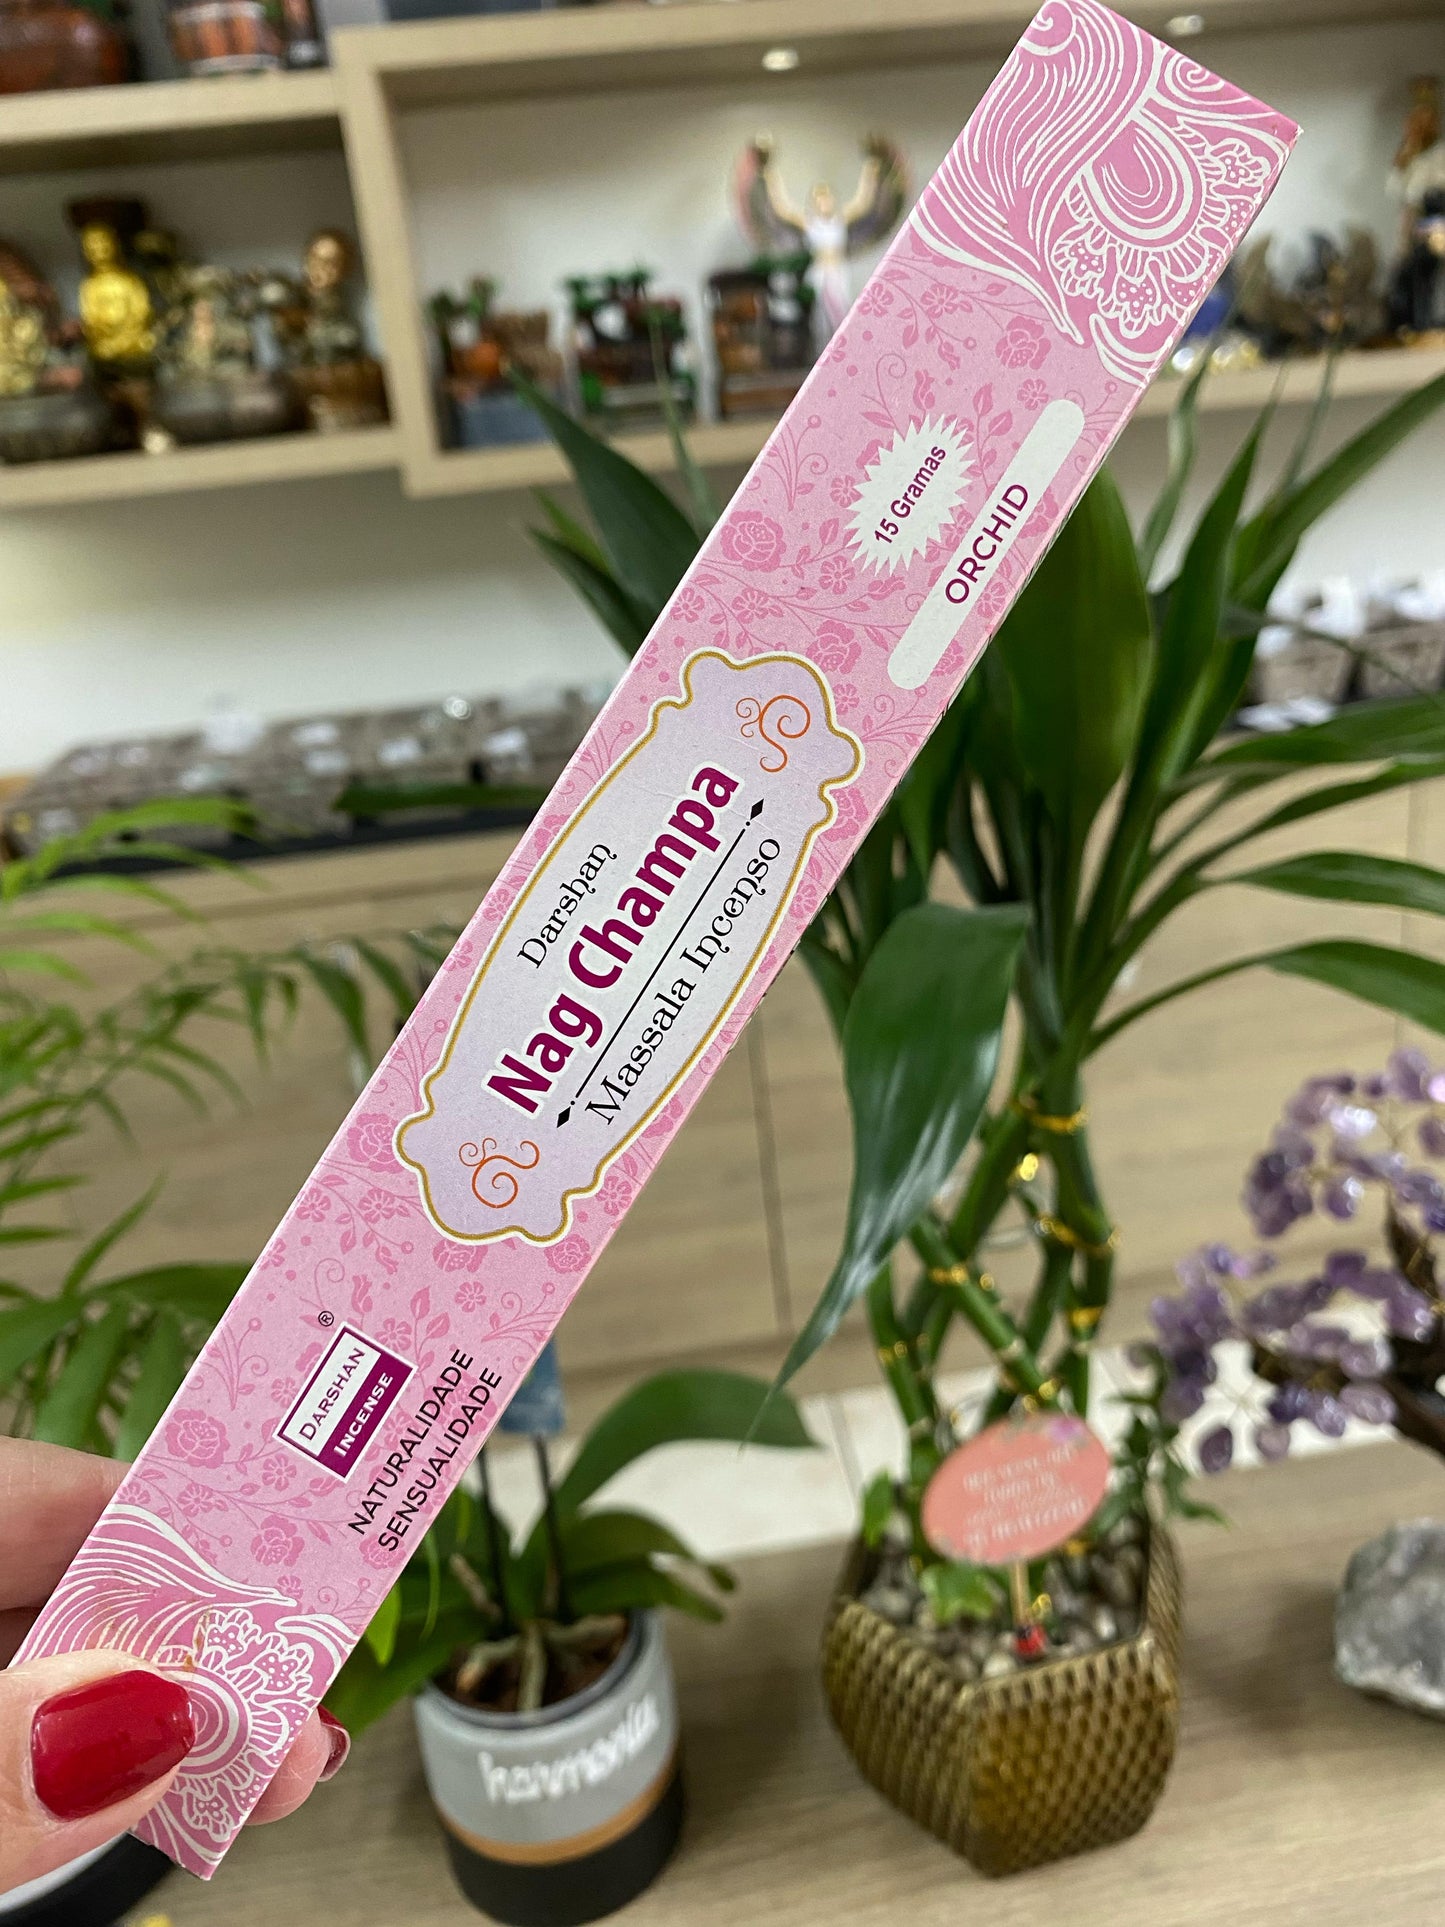 15 Gramas
ORCHID
Darshan
Nag Champa
Massala Incenso
®
DARSHAN
INCENSE
NATURALIDADE
SENSUALIDADE
harmonia